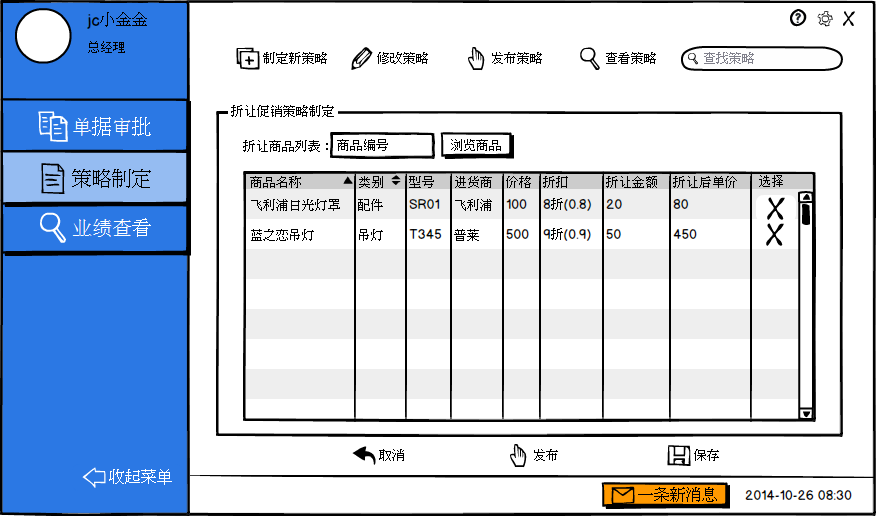 jc小金金
总经理
单据审批
策略制定
业绩查看
收起菜单
制定新策略 修改策略 发布策略 查看策略 查找策略
折让促销策略制定
折让商品列表： 商品编号 浏览商品
商品名称 类别 型号 进货商 价格 折扣 折让金额 折让后单价 选择
飞利浦日光灯罩 配件 SR01 飞利浦 100 8折(0.8) 20 80 X
蓝之恋吊灯 吊灯 T345 普莱 500 9折(0.9) 50 450 X
取消 发布 保存
一条新消息 2014-10-26 08:30